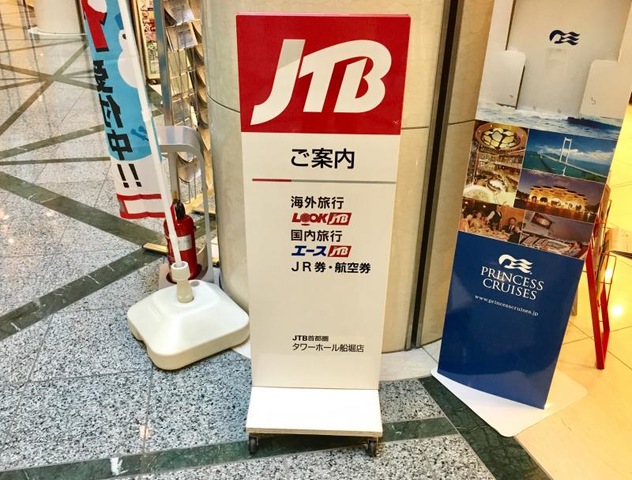 受付中!!
JTB
ご案内
海外旅行
LOOK JTB
国内旅行
エース JTB
JR券・航空券
JTB首都圏
タワーホール船堀店
PRINCESS
CRUISES
www.princesscruises.jp